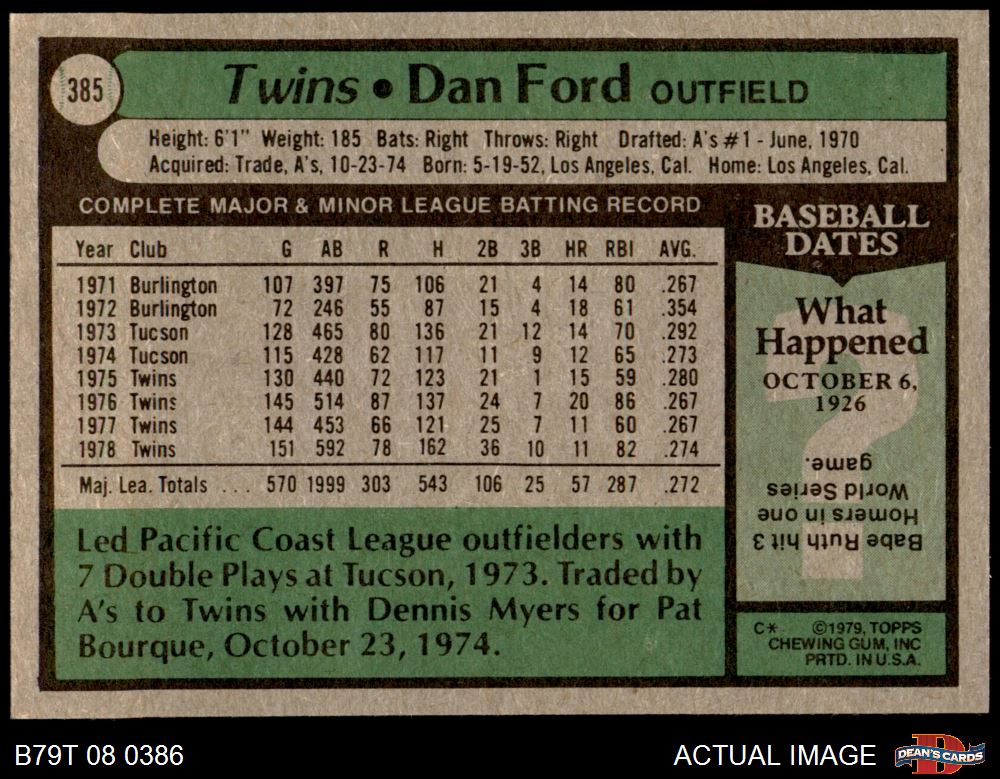 385
Twins • Dan Ford OUTFIELD
Height: 6'1" Weight: 185 Bats: Right Throws: Right Drafted: A's #1 - June, 1970
Acquired: Trade, A's, 10-23-74 Born: 5-19-52, Los Angeles, Cal. Home: Los Angeles, Cal.
COMPLETE MAJOR & MINOR LEAGUE BATTING RECORD
Year Club G AB R H 2B 3B HR RBI AVG.
1971 Burlington 107 397 75 106 21 4 14 80 .267
1972 Burlington 72 246 55 87 15 4 18 61 .354
1973 Tucson 128 465 80 136 21 12 14 70 .292
1974 Tucson 115 428 62 117 11 9 12 65 .273
1975 Twins 130 440 72 123 21 1 15 59 .280
1976 Twins 145 514 87 137 24 7 20 86 .267
1977 Twins 144 453 66 121 25 7 11 60 .267
1978 Twins 151 592 78 162 36 10 11 82 .274
Maj. Lea. Totals ... 570 1999 303 543 106 25 57 287 .272
Led Pacific Coast League outfielders with
7 Double Plays at Tucson, 1973. Traded by
A's to Twins with Dennis Myers for Pat
Bourque, October 23, 1974.
BASEBALL
DATES
What
Happened
OCTOBER 6,
1926
Babe Ruth hit 3
Homers in one
World Series
game.
C* ©1979, TOPPS
CHEWING GUM, INC
PRTD. IN U.S.A.
B79T 08 0386
ACTUAL IMAGE
DEAN'S CARDS